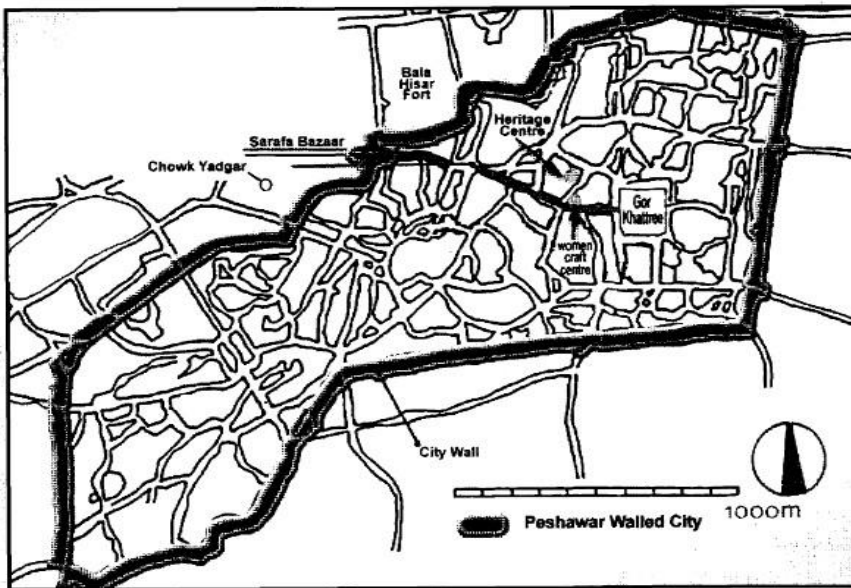 Bala
Hisar
Fort
Sarafa Bazaar
Heritage
Centre
Chowk Yadgar
Gor
Khattree
women
craft
centre
City Wall
1000m
Peshawar Walled City